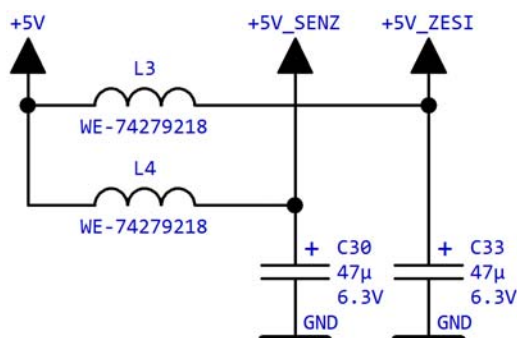 +5V
+5V_SENZ
+5V_ZESI
L3
WE-74279218
L4
WE-74279218
+ C30
47µ
6.3V
GND
+ C33
47µ
6.3V
GND